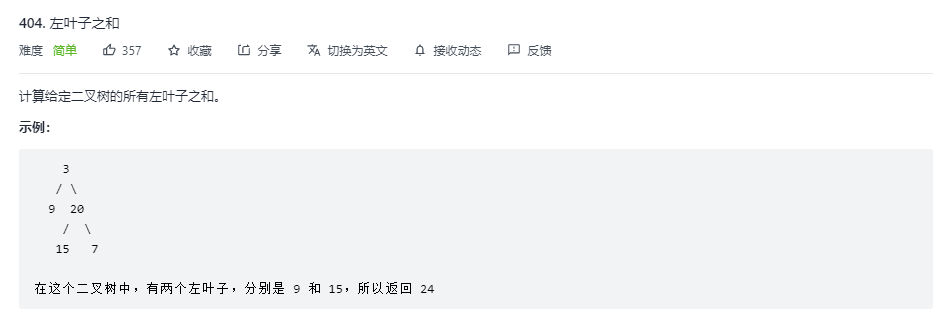 404. 左叶子之和
难度 简单 357 收藏 分享 切换为英文 接收动态 反馈
计算给定二叉树的所有左叶子之和。
示例：
3
/ \
9 20
/ \
15 7
在这个二叉树中，有两个左叶子，分别是 9 和 15，所以返回 24